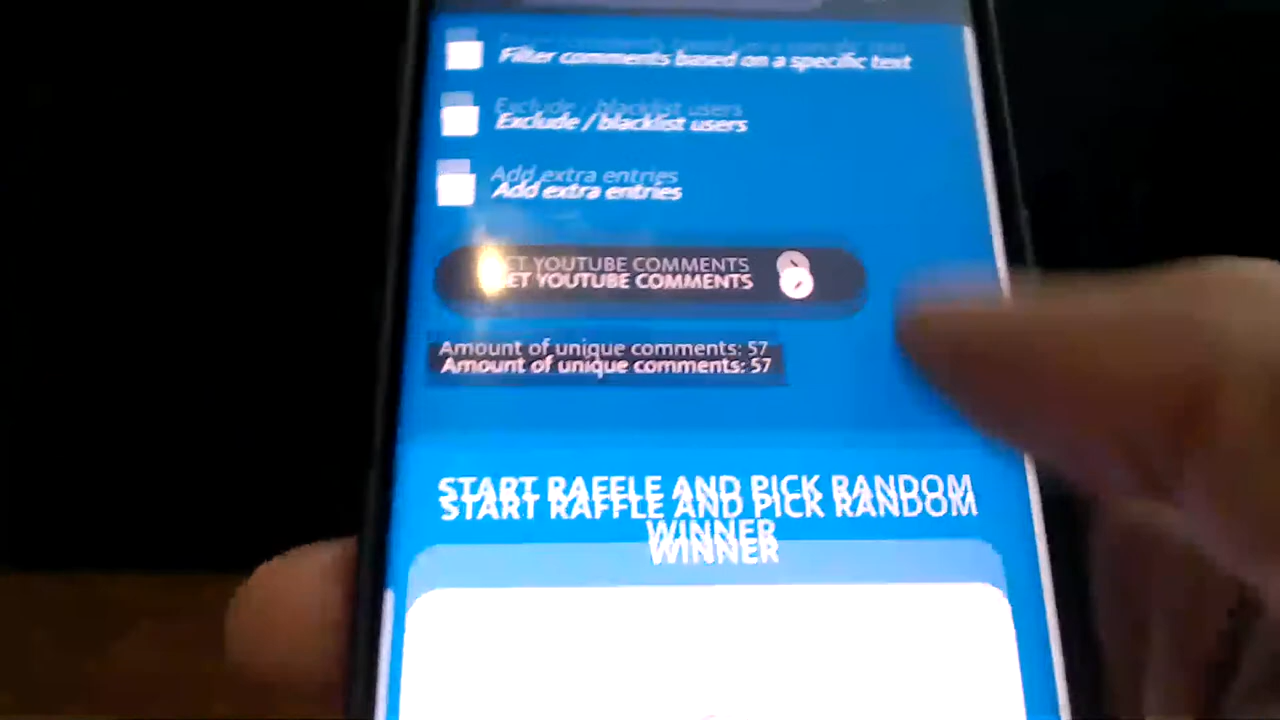 Filter comments based on a specific text
Exclude / blacklist users
Add extra entries
GET YOUTUBE COMMENTS
Amount of unique comments: 57
START RAFFLE AND PICK RANDOM
WINNER